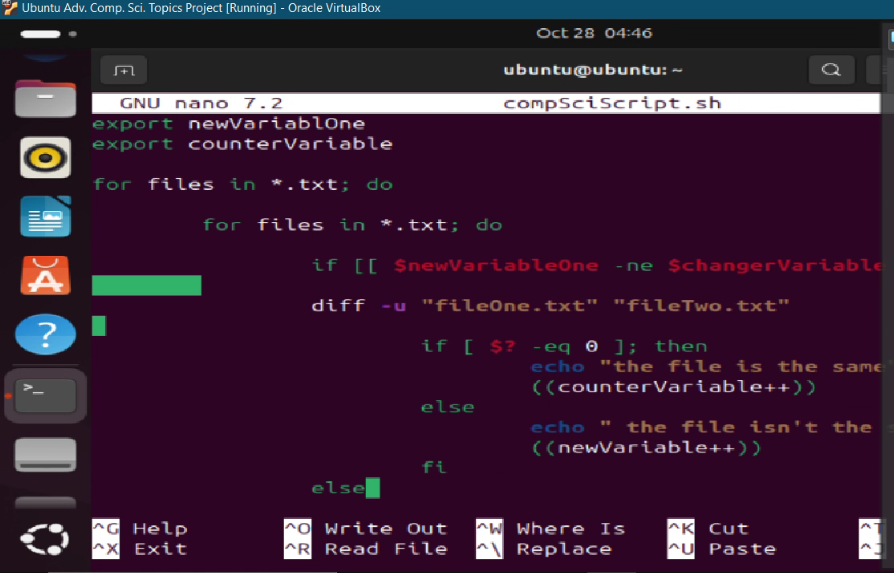 Ubuntu Adv. Comp. Sci. Topics Project [Running] - Oracle VirtualBox
Oct 28 04:46
ubuntu@ubuntu: ~
GNU nano 7.2 compSciScript.sh
export newVariablOne
export counterVariable
for files in *.txt; do
for files in *.txt; do
if [[ $newVariableOne -ne $changerVariable
diff -u "fileOne.txt" "fileTwo.txt"
if [ $? -eq 0 ]; then
echo "the file is the same"
((counterVariable++))
else
echo " the file isn't the
((newVariable++))
fi
else
^G Help ^O Write Out ^W Where Is ^K Cut ^T
^X Exit ^R Read File ^\ Replace ^U Paste ^J